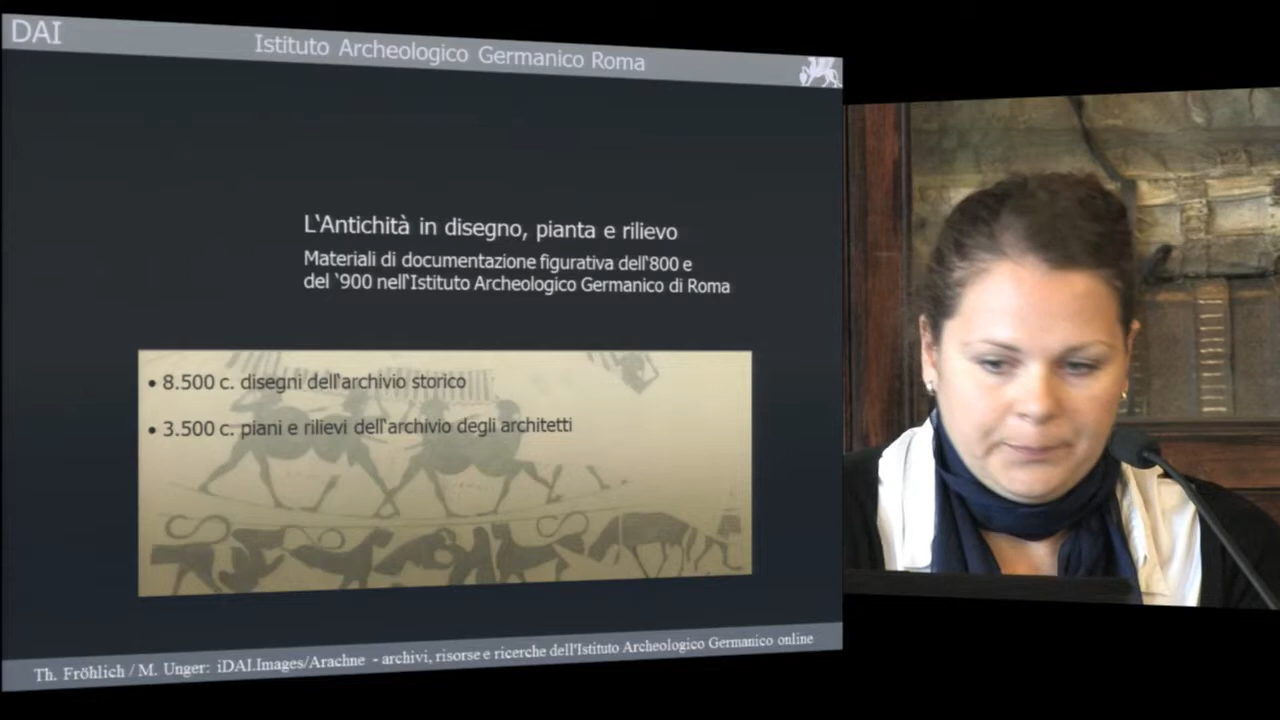 DAI
Istituto Archeologico Germanico Roma
L'Antichità in disegno, pianta e rilievo
Materiali di documentazione figurativa dell'800 e
del '900 nell'Istituto Archeologico Germanico di Roma
• 8.500 c. disegni dell'archivio storico
• 3.500 c. piani e rilievi dell'archivio degli architetti
Th. Fröhlich / M. Unger: iDAI.Images/Arachne - archivi, risorse e ricerche dell'Istituto Archeologico Germanico online